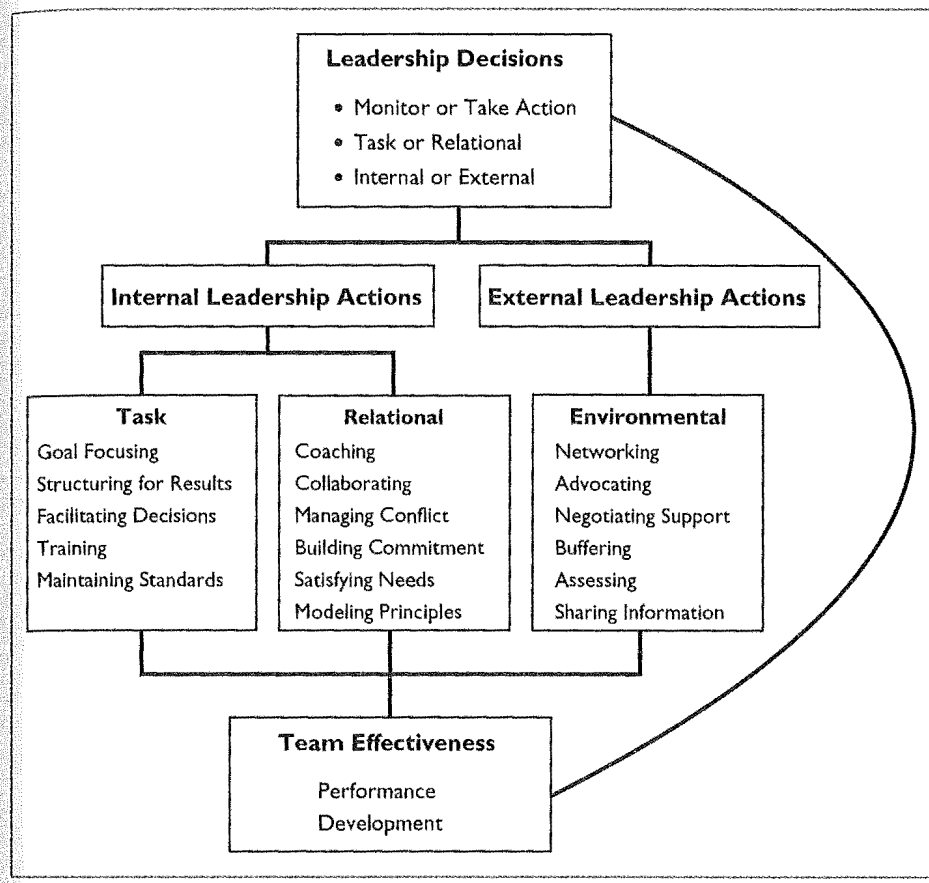 Leadership Decisions
• Monitor or Take Action
• Task or Relational
• Internal or External
Internal Leadership Actions
External Leadership Actions
Task
Goal Focusing
Structuring for Results
Facilitating Decisions
Training
Maintaining Standards
Relational
Coaching
Collaborating
Managing Conflict
Building Commitment
Satisfying Needs
Modeling Principles
Environmental
Networking
Advocating
Negotiating Support
Buffering
Assessing
Sharing Information
Team Effectiveness
Performance
Development